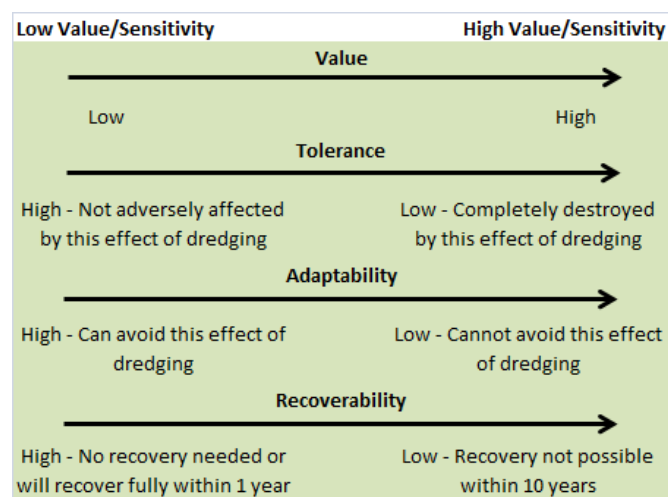 Low Value/Sensitivity High Value/Sensitivity
Value
Low High
Tolerance
High - Not adversely affected Low - Completely destroyed
by this effect of dredging by this effect of dredging
Adaptability
High - Can avoid this effect of Low - Cannot avoid this effect
dredging of dredging
Recoverability
High - No recovery needed or Low - Recovery not possible
will recover fully within 1 year within 10 years